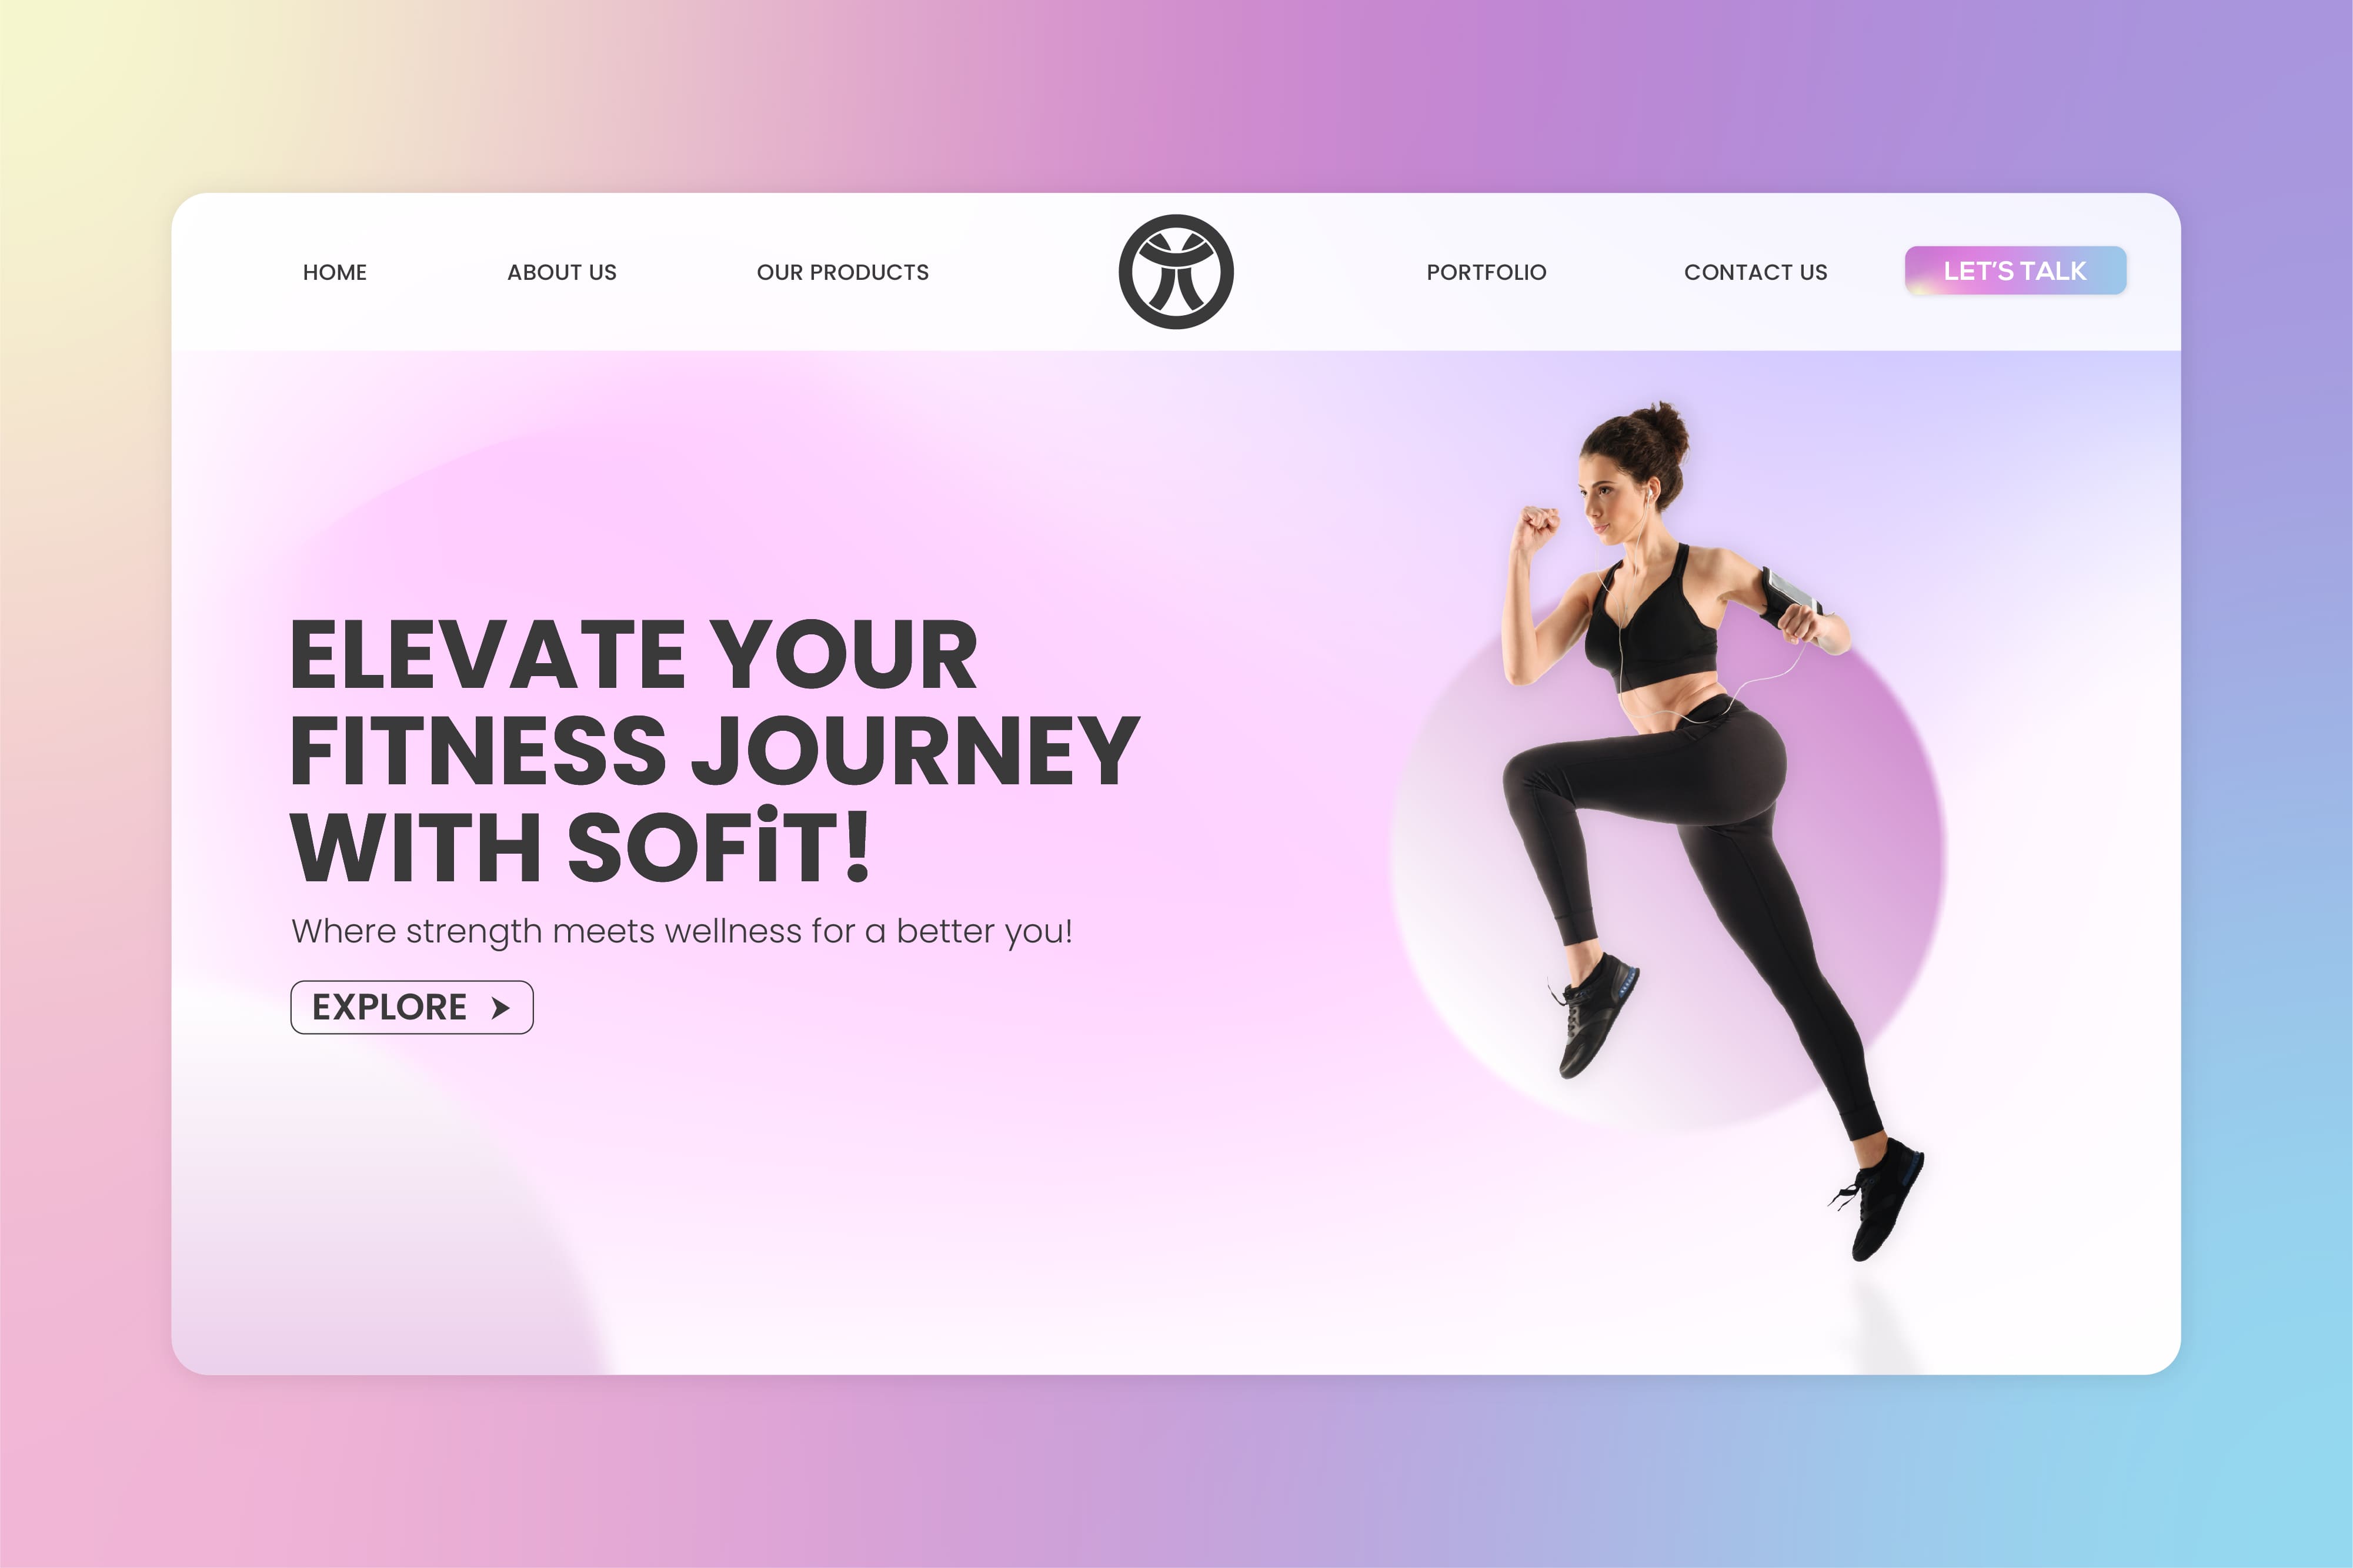 HOME
ABOUT US
OUR PRODUCTS
PORTFOLIO
CONTACT US
LET'S TALK
ELEVATE YOUR
FITNESS JOURNEY
WITH SOFiT!
Where strength meets wellness for a better you!
EXPLORE